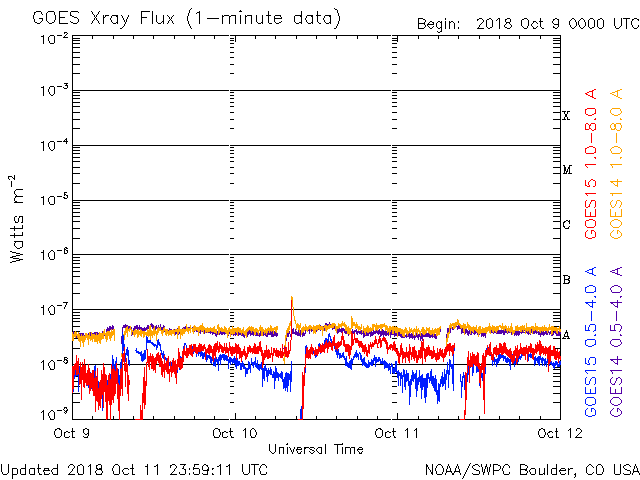 GOES Xray Flux (1-minute data)
Begin: 2018 Oct 9 0000 UTC
10⁻²
10⁻³
10⁻⁴
10⁻⁵
10⁻⁶
10⁻⁷
10⁻⁸
10⁻⁹
Watts m⁻²
X
M
C
B
A
GOES15 1.0-8.0 A
GOES14 1.0-8.0 A
GOES15 0.5-4.0 A
GOES14 0.5-4.0 A
Oct 9
Oct 10
Oct 11
Oct 12
Universal Time
Updated 2018 Oct 11 23:59:11 UTC
NOAA/SWPC Boulder, CO USA